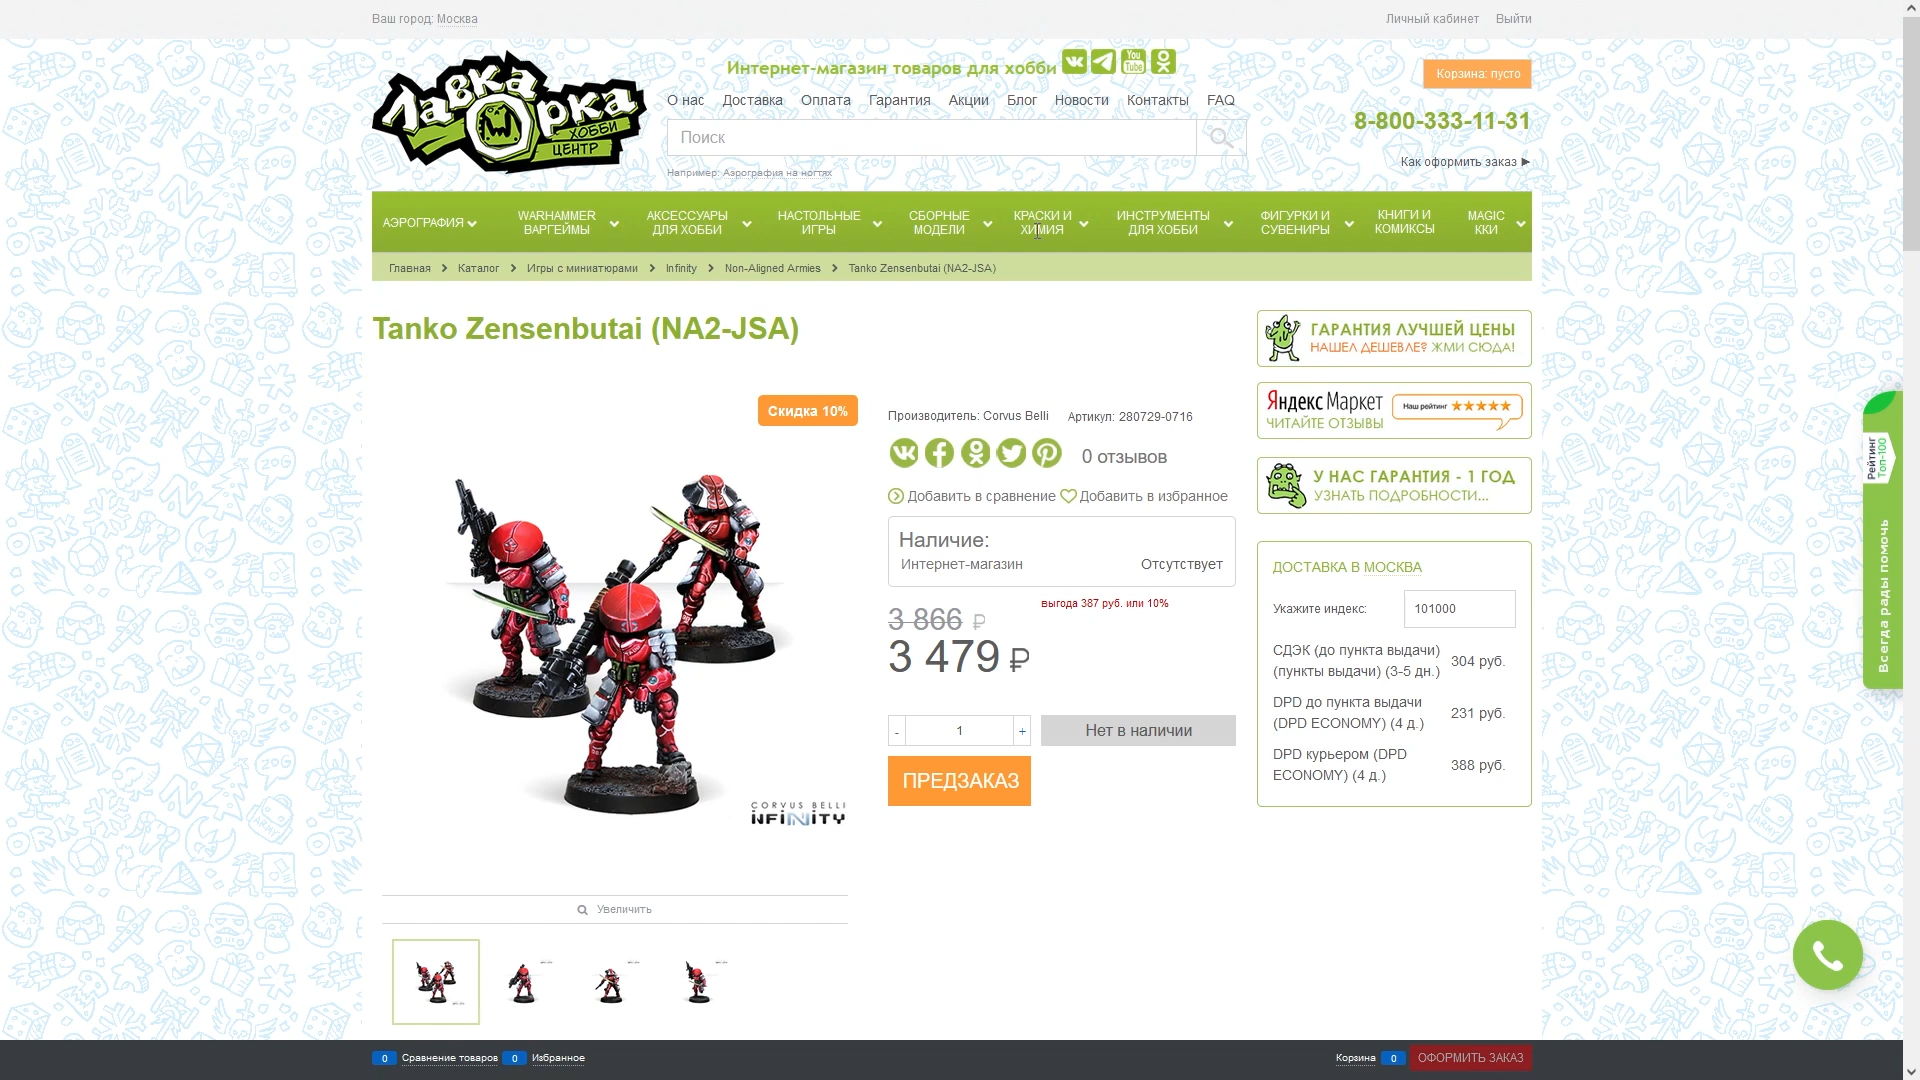 Ваш город: Москва
Личный кабинет Выйти
Лавка Орка
ХОББИ
ЦЕНТР
Интернет-магазин товаров для хобби
You Tube
Корзина: пусто
О нас Доставка Оплата Гарантия Акции Блог Новости Контакты FAQ
8-800-333-11-31
Поиск
Как оформить заказ ►
Например: Аэрография на ногтях
АЭРОГРАФИЯ
WARHAMMER
ВАРГЕЙМЫ
АКСЕССУАРЫ
ДЛЯ ХОББИ
НАСТОЛЬНЫЕ
ИГРЫ
СБОРНЫЕ
МОДЕЛИ
КРАСКИ И
ХИМИЯ
ИНСТРУМЕНТЫ
ДЛЯ ХОББИ
ФИГУРКИ И
СУВЕНИРЫ
КНИГИ И
КОМИКСЫ
MAGIC
ККИ
Главная Каталог Игры с миниатюрами Infinity Non-Aligned Armies Tanko Zensenbutai (NA2-JSA)
Tanko Zensenbutai (NA2-JSA)
Скидка 10%
CORVUS BELLI
INFINITY
Увеличить
Производитель: Corvus Belli Артикул: 280729-0716
0 отзывов
Добавить в сравнение Добавить в избранное
Наличие:
Интернет-магазин Отсутствует
3 866 ₽
выгода 387 руб. или 10%
3 479 ₽
- 1 +
Нет в наличии
ПРЕДЗАКАЗ
ГАРАНТИЯ ЛУЧШЕЙ ЦЕНЫ
НАШЕЛ ДЕШЕВЛЕ? ЖМИ СЮДА!
Яндекс Маркет
ЧИТАЙТЕ ОТЗЫВЫ
Наш рейтинг ★★★★★
У НАС ГАРАНТИЯ - 1 ГОД
УЗНАТЬ ПОДРОБНОСТИ...
ДОСТАВКА В МОСКВА
Укажите индекс: 101000
СДЭК (до пункта выдачи)
(пункты выдачи) (3-5 дн.) 304 руб.
DPD до пункта выдачи
(DPD ECONOMY) (4 д.) 231 руб.
DPD курьером (DPD
ECONOMY) (4 д.) 388 руб.
Рейтинг
Топ-100
Всегда рады помочь
0 Сравнение товаров 0 Избранное
Корзина 0 ОФОРМИТЬ ЗАКАЗ